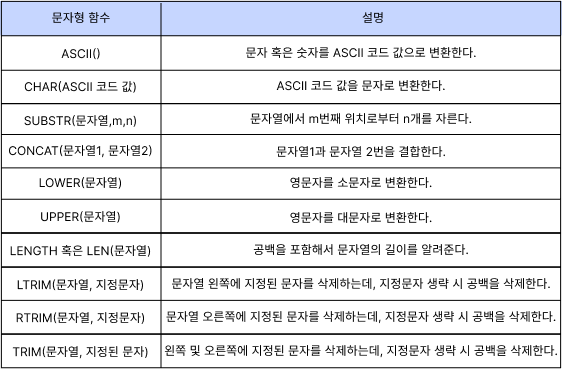 문자형 함수 설명
ASCII() 문자 혹은 숫자를 ASCII 코드 값으로 변환한다.
CHAR(ASCII 코드 값) ASCII 코드 값을 문자로 변환한다.
SUBSTR(문자열,m,n) 문자열에서 m번째 위치로부터 n개를 자른다.
CONCAT(문자열1, 문자열2) 문자열1과 문자열 2번을 결합한다.
LOWER(문자열) 영문자를 소문자로 변환한다.
UPPER(문자열) 영문자를 대문자로 변환한다.
LENGTH 혹은 LEN(문자열) 공백을 포함해서 문자열의 길이를 알려준다.
LTRIM(문자열, 지정문자) 문자열 왼쪽에 지정된 문자를 삭제하는데, 지정문자 생략 시 공백을 삭제한다.
RTRIM(문자열, 지정문자) 문자열 오른쪽에 지정된 문자를 삭제하는데, 지정문자 생략 시 공백을 삭제한다.
TRIM(문자열, 지정된 문자) 왼쪽 및 오른쪽에 지정된 문자를 삭제하는데, 지정문자 생략 시 공백을 삭제한다.